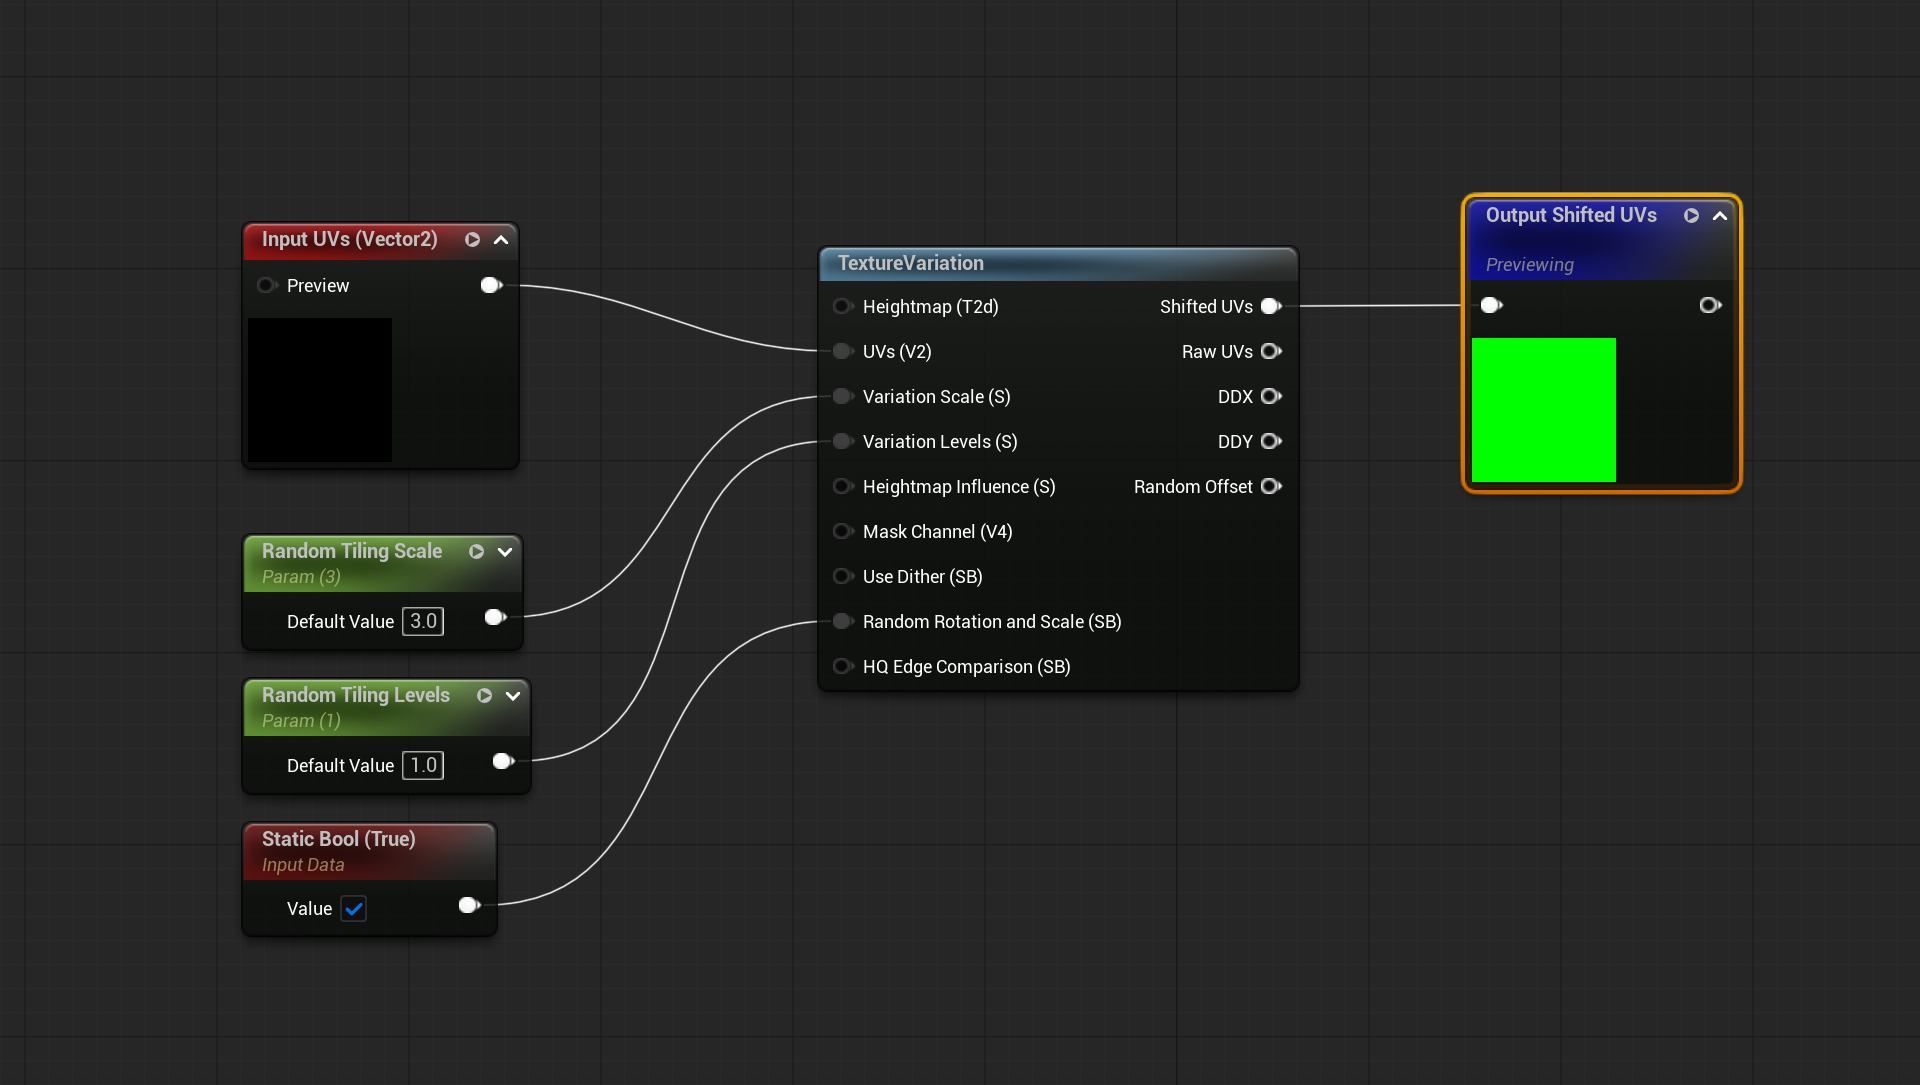 Input UVs (Vector2)
Preview
Random Tiling Scale
Param (3)
Default Value 3.0
Random Tiling Levels
Param (1)
Default Value 1.0
Static Bool (True)
Input Data
Value
TextureVariation
Heightmap (T2d) Shifted UVs
UVs (V2) Raw UVs
Variation Scale (S) DDX
Variation Levels (S) DDY
Heightmap Influence (S) Random Offset
Mask Channel (V4)
Use Dither (SB)
Random Rotation and Scale (SB)
HQ Edge Comparison (SB)
Output Shifted UVs
Previewing